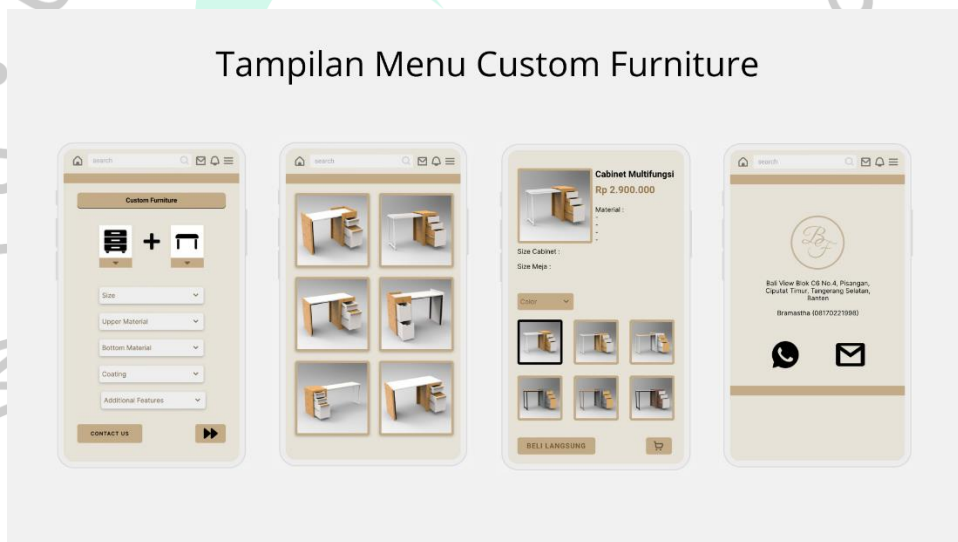 Tampilan Menu Custom Furniture
search
Custom Furniture
+
Size
Upper Material
Bottom Material
Coating
Additional Features
CONTACT US
search
Cabinet Multifungsi
Rp 2.900.000
Material :
-
-
-
-
Size Cabinet :
Size Meja :
Color
BELI LANGSUNG
search
BF
Bali View Blok C6 No.4, Pisangan,
Ciputat Timur, Tangerang Selatan,
Banten
Bramastha (08170221998)